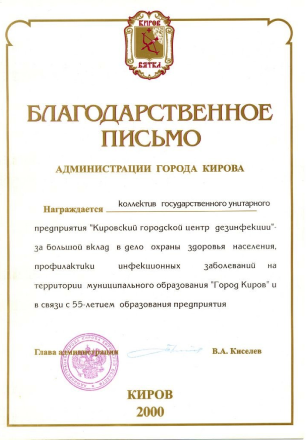 КИРОВ
ВЯТКА
БЛАГОДАРСТВЕННОЕ
ПИСЬМО
АДМИНИСТРАЦИИ ГОРОДА КИРОВА
Награждается коллектив государственного унитарного
предприятия "Кировский городской центр дезинфекции"-
за большой вклад в дело охраны здоровья населения,
профилактики инфекционных заболеваний на
территории муниципального образования "Город Киров" и
в связи с 55-летием образования предприятия
Глава администрации В.А. Киселев
КИРОВ
2000